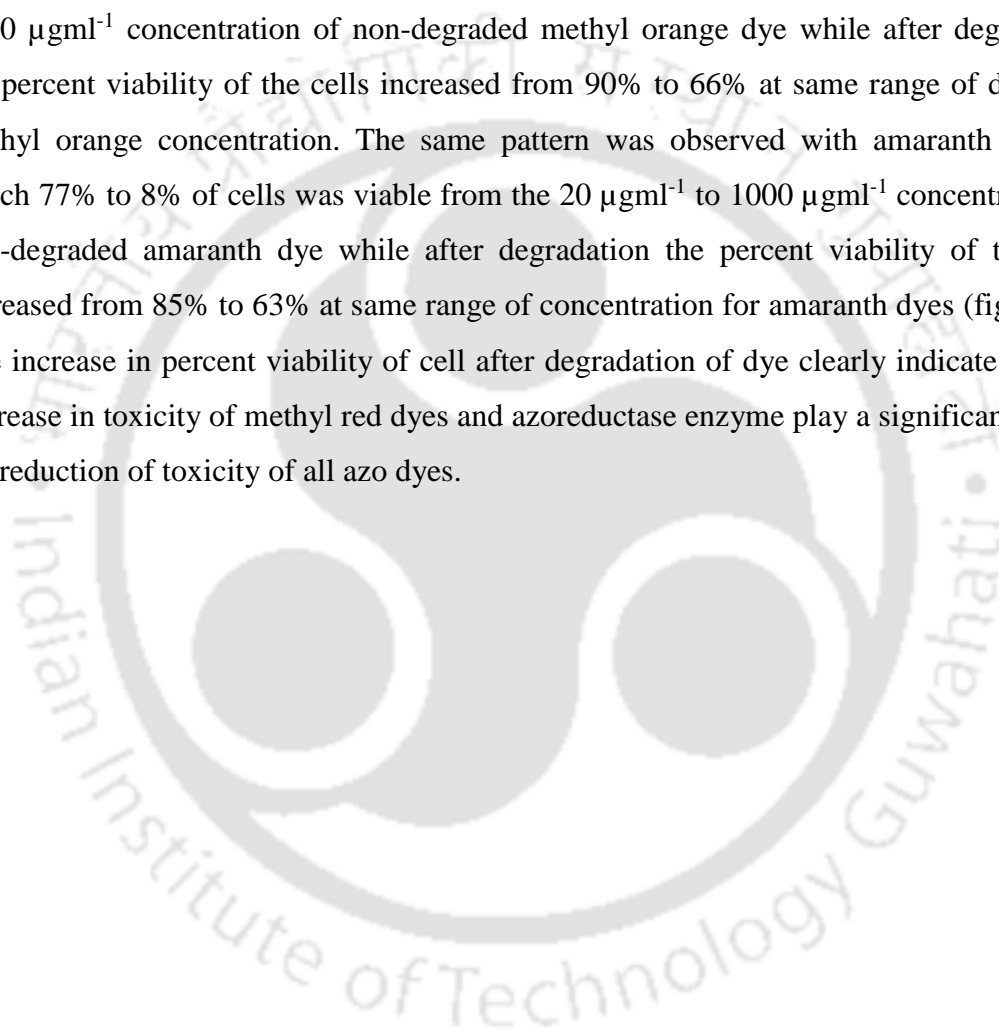 0 µgml-1 concentration of non-degraded methyl orange dye while after deg
percent viability of the cells increased from 90% to 66% at same range of d
hyl orange concentration. The same pattern was observed with amaranth
ch 77% to 8% of cells was viable from the 20 µgml-1 to 1000 µgml-1 concentr
-degraded amaranth dye while after degradation the percent viability of t
reased from 85% to 63% at same range of concentration for amaranth dyes (fig
e increase in percent viability of cell after degradation of dye clearly indicate
rease in toxicity of methyl red dyes and azoreductase enzyme play a significan
reduction of toxicity of all azo dyes.
Indian Institute of Technology Guwahati